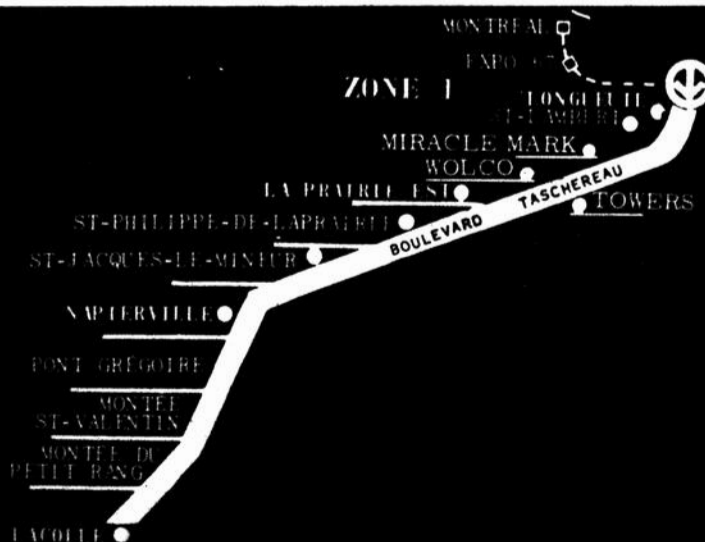 MONTREAL
EXPO 67
ZONE 1
LONGUEUIL
ST-LAMBERT
MIRACLE MARK
WOLCO
LA PRAIRIE EST
TOWERS
BOULEVARD TASCHEREAU
ST-PHILIPPE-DE-LAPRAIRIE
ST-JACQUES-LE-MINEUR
NAPIERVILLE
PONT GRÉGOIRE
MONTÉE
ST-VALENTIN
MONTÉE DU
PETIT RANG
LACOLLE